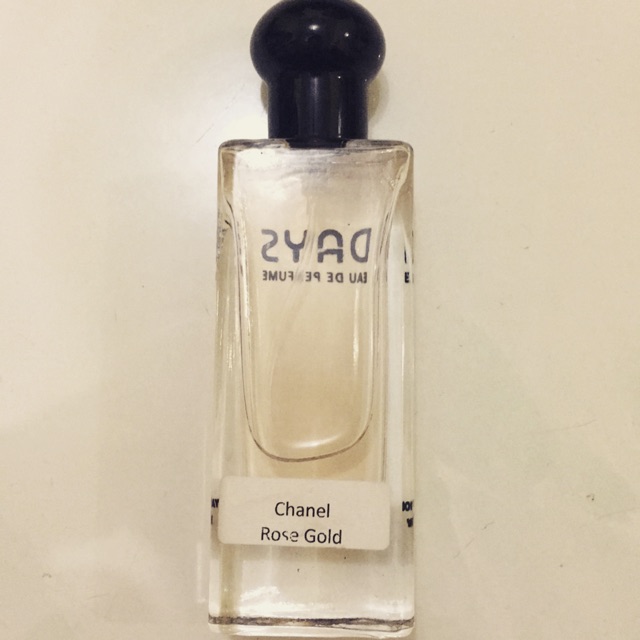 DAYS
EAU DE PERFUME
Chanel
Rose Gold